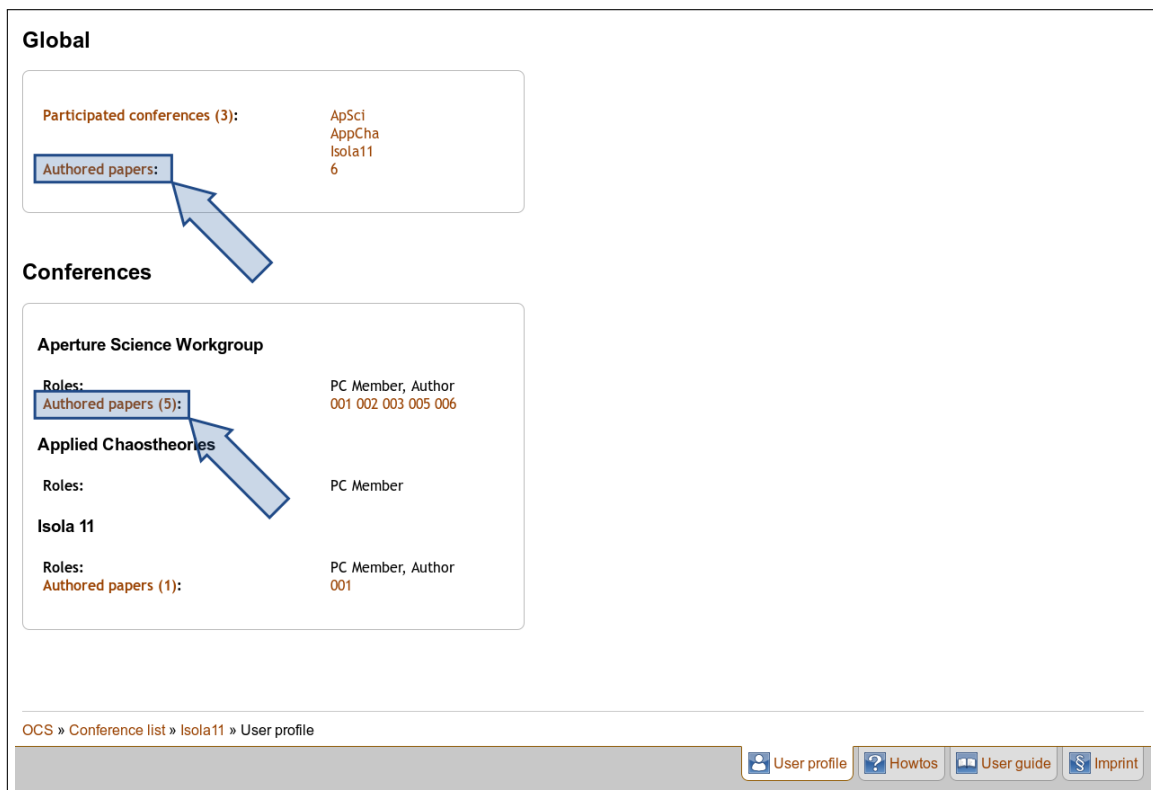 Global
Participated conferences (3): ApSci
AppCha
Isola11
Authored papers: 6
Conferences
Aperture Science Workgroup
Roles: PC Member, Author
Authored papers (5): 001 002 003 005 006
Applied Chaostheories
Roles: PC Member
Isola 11
Roles: PC Member, Author
Authored papers (1): 001
OCS » Conference list » Isola11 » User profile
User profile ? Howtos User guide § Imprint